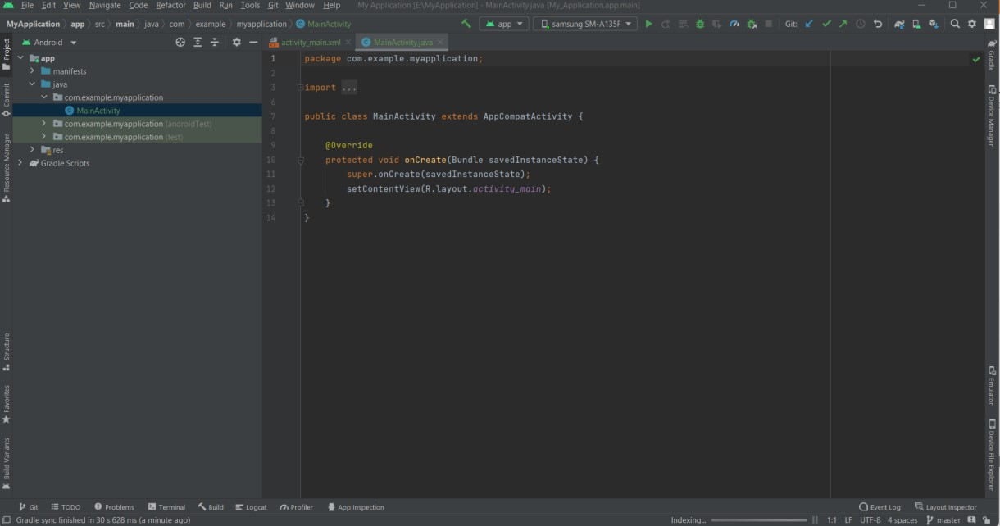 File Edit View Navigate Code Refactor Build Run Tools Git Window Help My Application [E:\MyApplication] - MainActivity.java [My_Application.app.main]
MyApplication app src main java com example myapplication MainActivity app samsung SM-A135F Git:
Project
Android
activity_main.xml
MainActivity.java
app
manifests
java
com.example.myapplication
MainActivity
com.example.myapplication (androidTest)
com.example.myapplication (test)
res
Gradle Scripts
Commit
Resource Manager
Structure
Favorites
Build Variants
1 package com.example.myapplication;
2
3 import ...
6
7 public class MainActivity extends AppCompatActivity {
8
9 @Override
10 protected void onCreate(Bundle savedInstanceState) {
11 super.onCreate(savedInstanceState);
12 setContentView(R.layout.activity_main);
13 }
14 }
Gradle
Device Manager
Emulator
Device File Explorer
Git TODO Problems Terminal Build Logcat Profiler App Inspection Event Log Layout Inspector
Gradle sync finished in 30 s 628 ms (a minute ago) Indexing... 1:1 LF UTF-8 4 spaces master